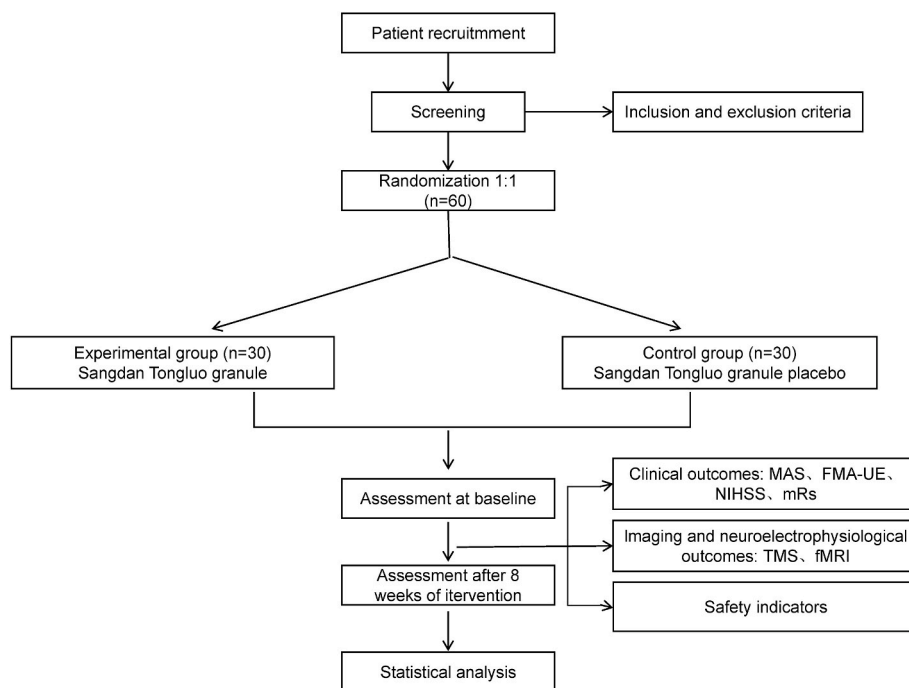 Patient recruitmment
Screening
Inclusion and exclusion criteria
Randomization 1:1
(n=60)
Experimental group (n=30)
Sangdan Tongluo granule
Control group (n=30)
Sangdan Tongluo granule placebo
Assessment at baseline
Clinical outcomes: MAS、FMA-UE、
NIHSS、mRs
Imaging and neuroelectrophysiological
outcomes: TMS、fMRI
Assessment after 8
weeks of itervention
Safety indicators
Statistical analysis